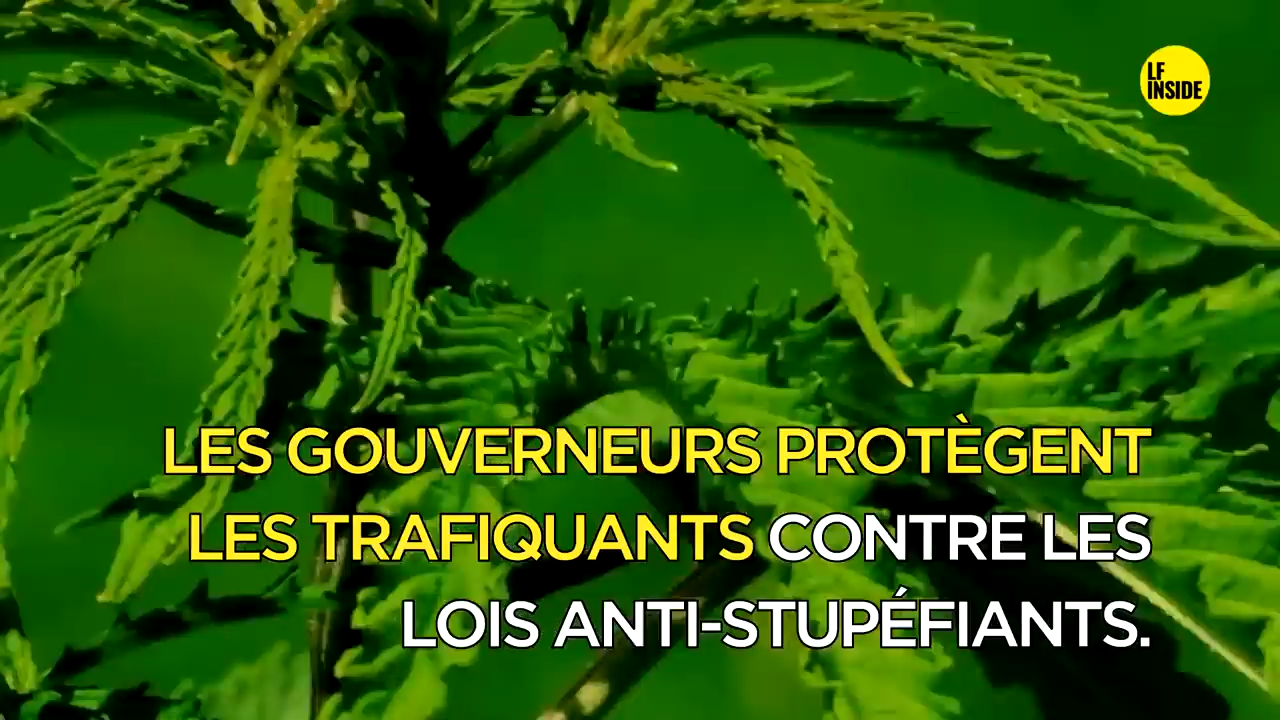 LF
INSIDE
LES GOUVERNEURS PROTÈGENT
LES TRAFIQUANTS CONTRE LES
LOIS ANTI-STUPÉFIANTS.